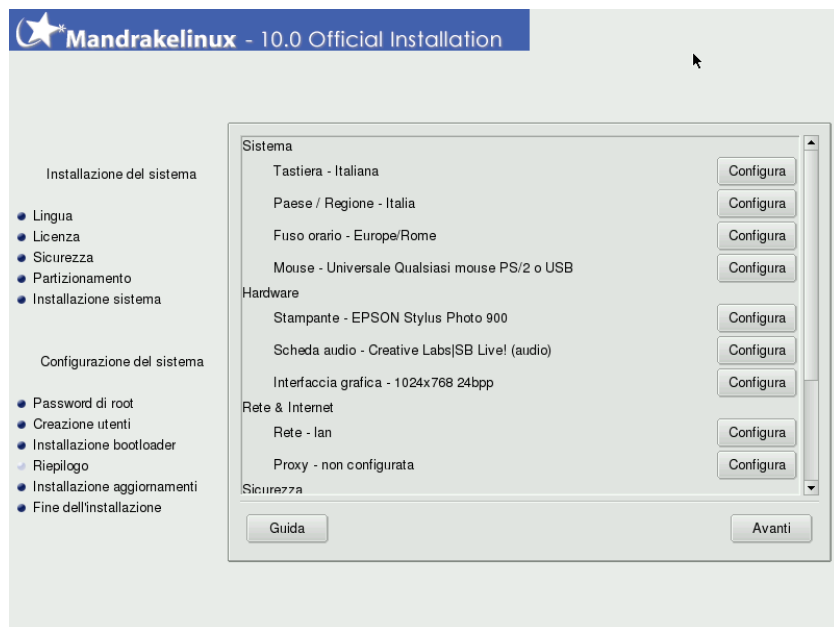 Mandrakelinux - 10.0 Official Installation
Installazione del sistema
Lingua
Licenza
Sicurezza
Partizionamento
Installazione sistema
Configurazione del sistema
Password di root
Creazione utenti
Installazione bootloader
Riepilogo
Installazione aggiornamenti
Fine dell'installazione
Sistema
Tastiera - Italiana Configura
Paese / Regione - Italia Configura
Fuso orario - Europe/Rome Configura
Mouse - Universale Qualsiasi mouse PS/2 o USB Configura
Hardware
Stampante - EPSON Stylus Photo 900 Configura
Scheda audio - Creative Labs|SB Live! (audio) Configura
Interfaccia grafica - 1024x768 24bpp Configura
Rete & Internet
Rete - lan Configura
Proxy - non configurata Configura
Sicurezza
Guida Avanti